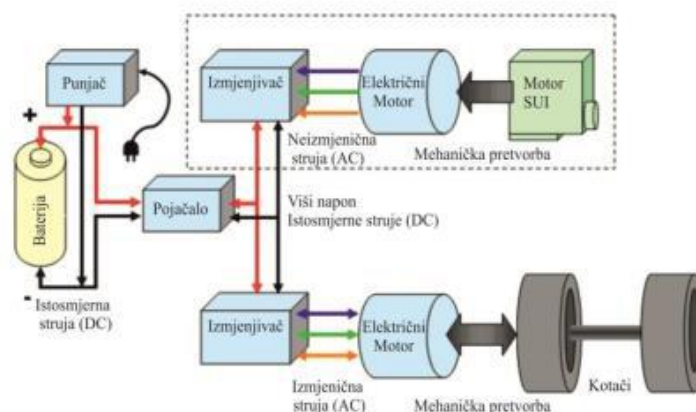 Punjač
+
Baterija
-
Istosmjerna
struja (DC)
Pojačalo
Izmjenjivač
Električni
Motor
Motor
SUI
Neizmjenična
struja (AC)
Mehanička pretvorba
Viši napon
Istosmjerne struje (DC)
Izmjenjivač
Električni
Motor
Izmjenična
struja (AC)
Mehanička pretvorba
Kotači